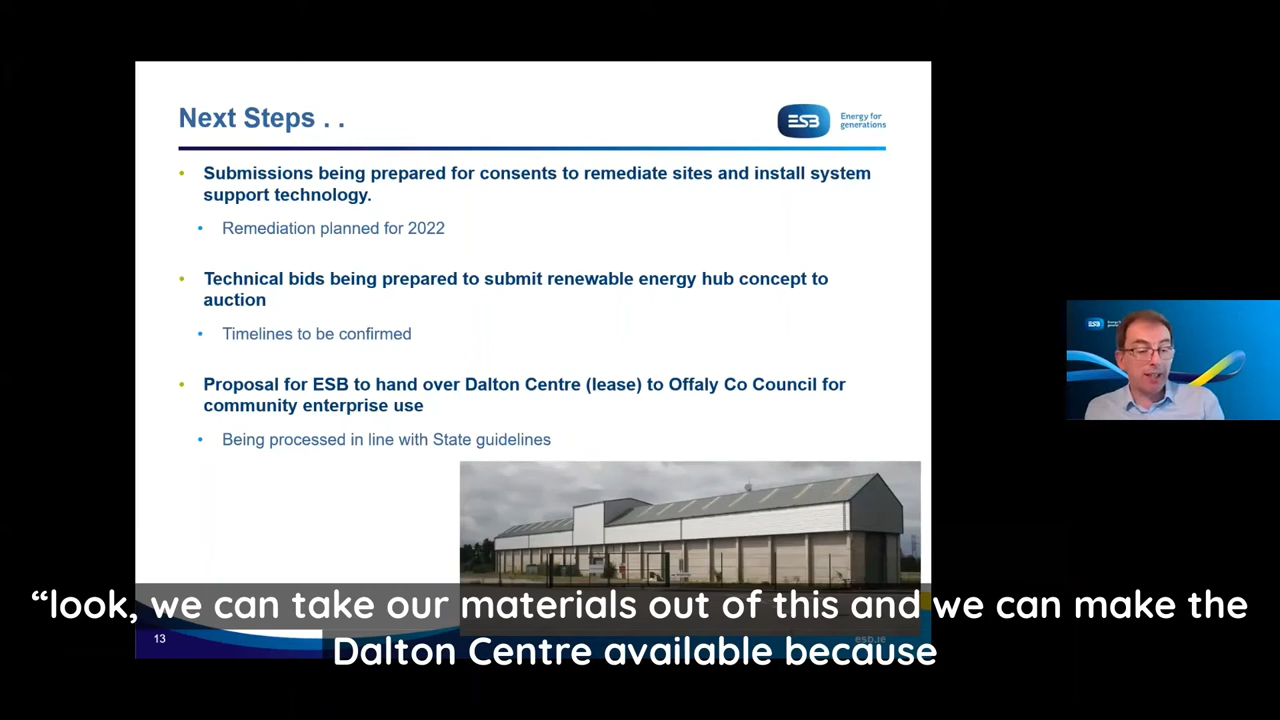 Next Steps . .
ESB
Energy for
generations
• Submissions being prepared for consents to remediate sites and install system
support technology.
• Remediation planned for 2022
• Technical bids being prepared to submit renewable energy hub concept to
auction
• Timelines to be confirmed
• Proposal for ESB to hand over Dalton Centre (lease) to Offaly Co Council for
community enterprise use
• Being processed in line with State guidelines
ESB
“look, we can take our materials out of this and we can make the
Dalton Centre available because
13
esb.ie